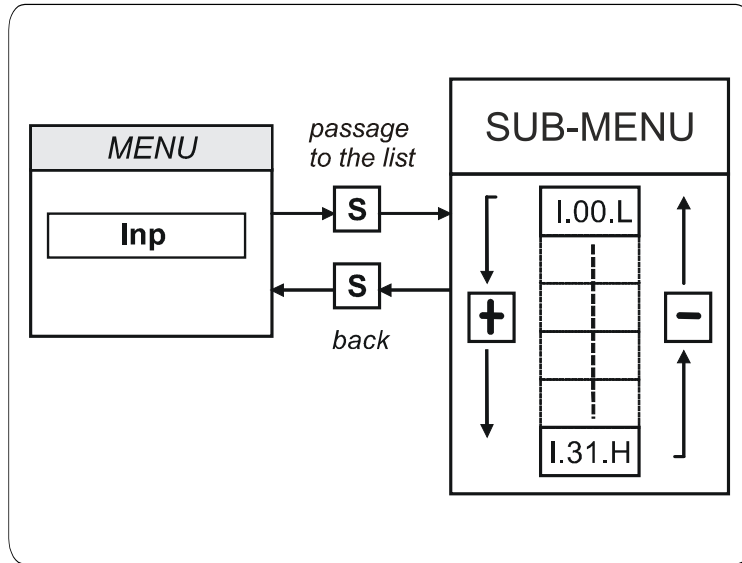 MENU
Inp
passage
to the list
S
S
back
SUB-MENU
I.00.L
+
−
I.31.H